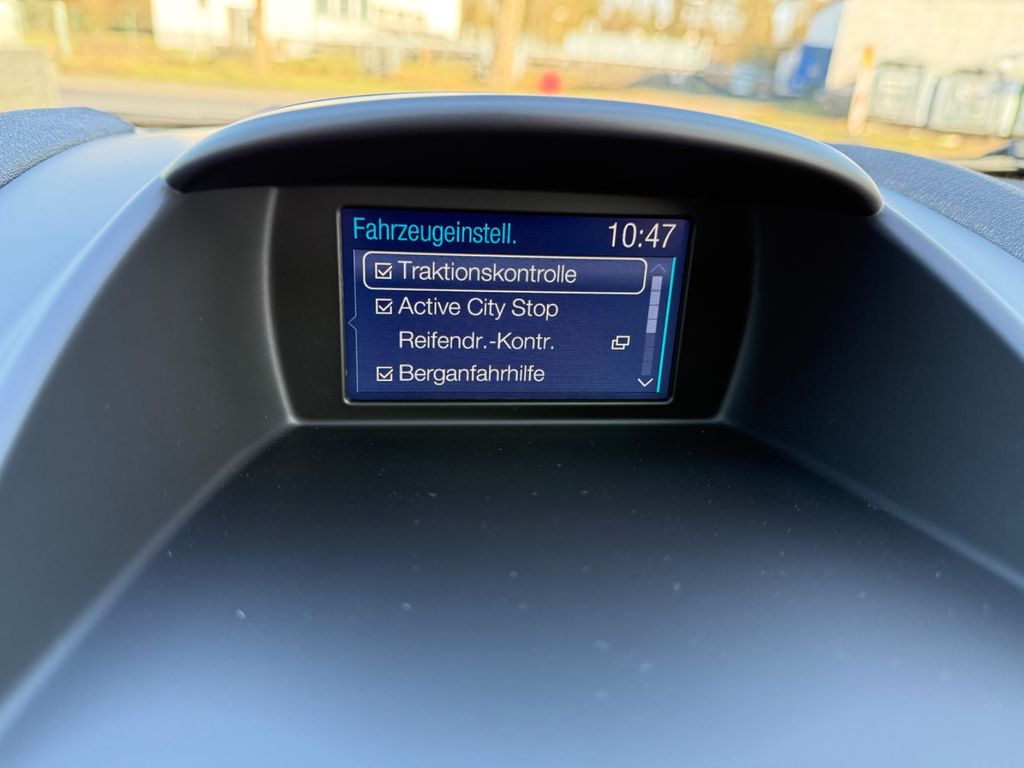 Fahrzeugeinstell. 10:47
Traktionskontrolle
Active City Stop
Reifendr.-Kontr.
Berganfahrhilfe